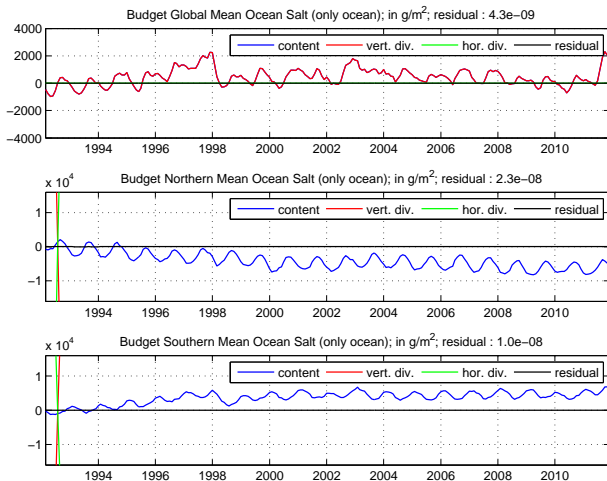 Budget Global Mean Ocean Salt (only ocean); in g/m²; residual : 4.3e−09
4000
2000
0
−2000
−4000
content vert. div. hor. div. residual
1994 1996 1998 2000 2002 2004 2006 2008 2010
x 10⁴
Budget Northern Mean Ocean Salt (only ocean); in g/m²; residual : 2.3e−08
1
0
−1
content vert. div. hor. div. residual
1994 1996 1998 2000 2002 2004 2006 2008 2010
x 10⁴
Budget Southern Mean Ocean Salt (only ocean); in g/m²; residual : 1.0e−08
1
0
−1
content vert. div. hor. div. residual
1994 1996 1998 2000 2002 2004 2006 2008 2010